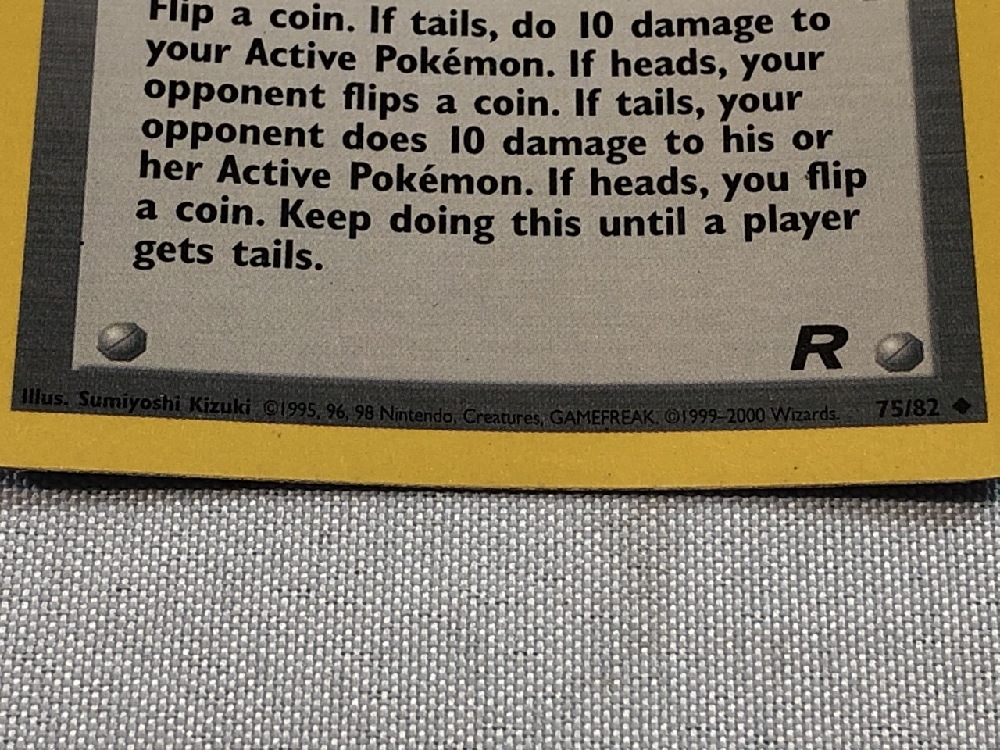 Flip a coin. If tails, do 10 damage to
your Active Pokémon. If heads, your
opponent flips a coin. If tails, your
opponent does 10 damage to his or
her Active Pokémon. If heads, you flip
a coin. Keep doing this until a player
gets tails.
R
Illus. Sumiyoshi Kizuki ©1995, 96, 98 Nintendo, Creatures, GAMEFREAK. ©1999-2000 Wizards. 75/82